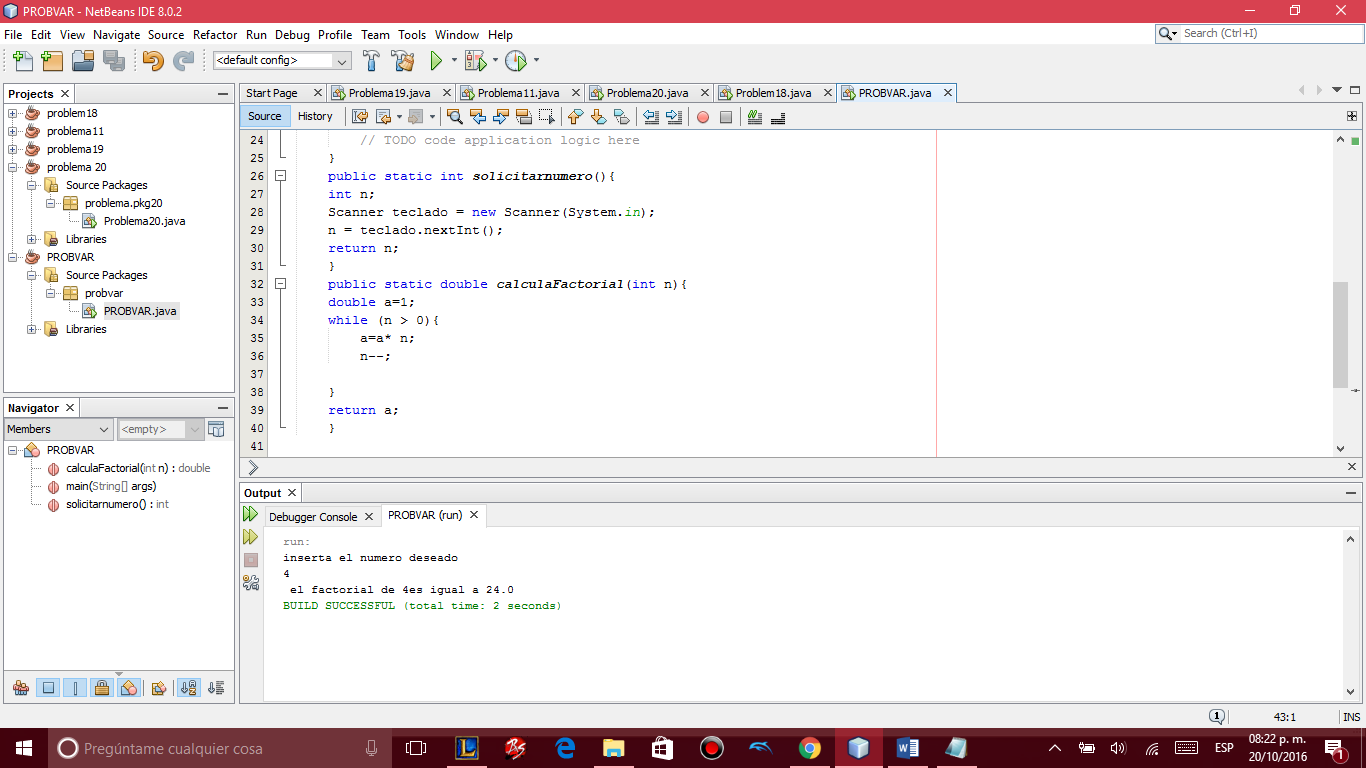 PROBVAR - NetBeans IDE 8.0.2
File Edit View Navigate Source Refactor Run Debug Profile Team Tools Window Help
Search (Ctrl+I)
<default config>
Projects
problem18
problema11
problema19
problema 20
Source Packages
problema.pkg20
Problema20.java
Libraries
PROBVAR
Source Packages
probvar
PROBVAR.java
Libraries
Navigator
Members
<empty>
PROBVAR
calculaFactorial(int n) : double
main(String[] args)
solicitarnumero() : int
Start Page Problema19.java Problema11.java Problema20.java Problem18.java PROBVAR.java
Source History
24 // TODO code application logic here
25 }
26 public static int solicitarnumero(){
27 int n;
28 Scanner teclado = new Scanner(System.in);
29 n = teclado.nextInt();
30 return n;
31 }
32 public static double calculaFactorial(int n){
33 double a=1;
34 while (n > 0){
35 a=a* n;
36 n--;
37
38 }
39 return a;
40 }
41
Output
Debugger Console PROBVAR (run)
run:
inserta el numero deseado
4
el factorial de 4es igual a 24.0
BUILD SUCCESSFUL (total time: 2 seconds)
1
43:1 INS
Pregúntame cualquier cosa
ESP
08:22 p. m.
20/10/2016
1